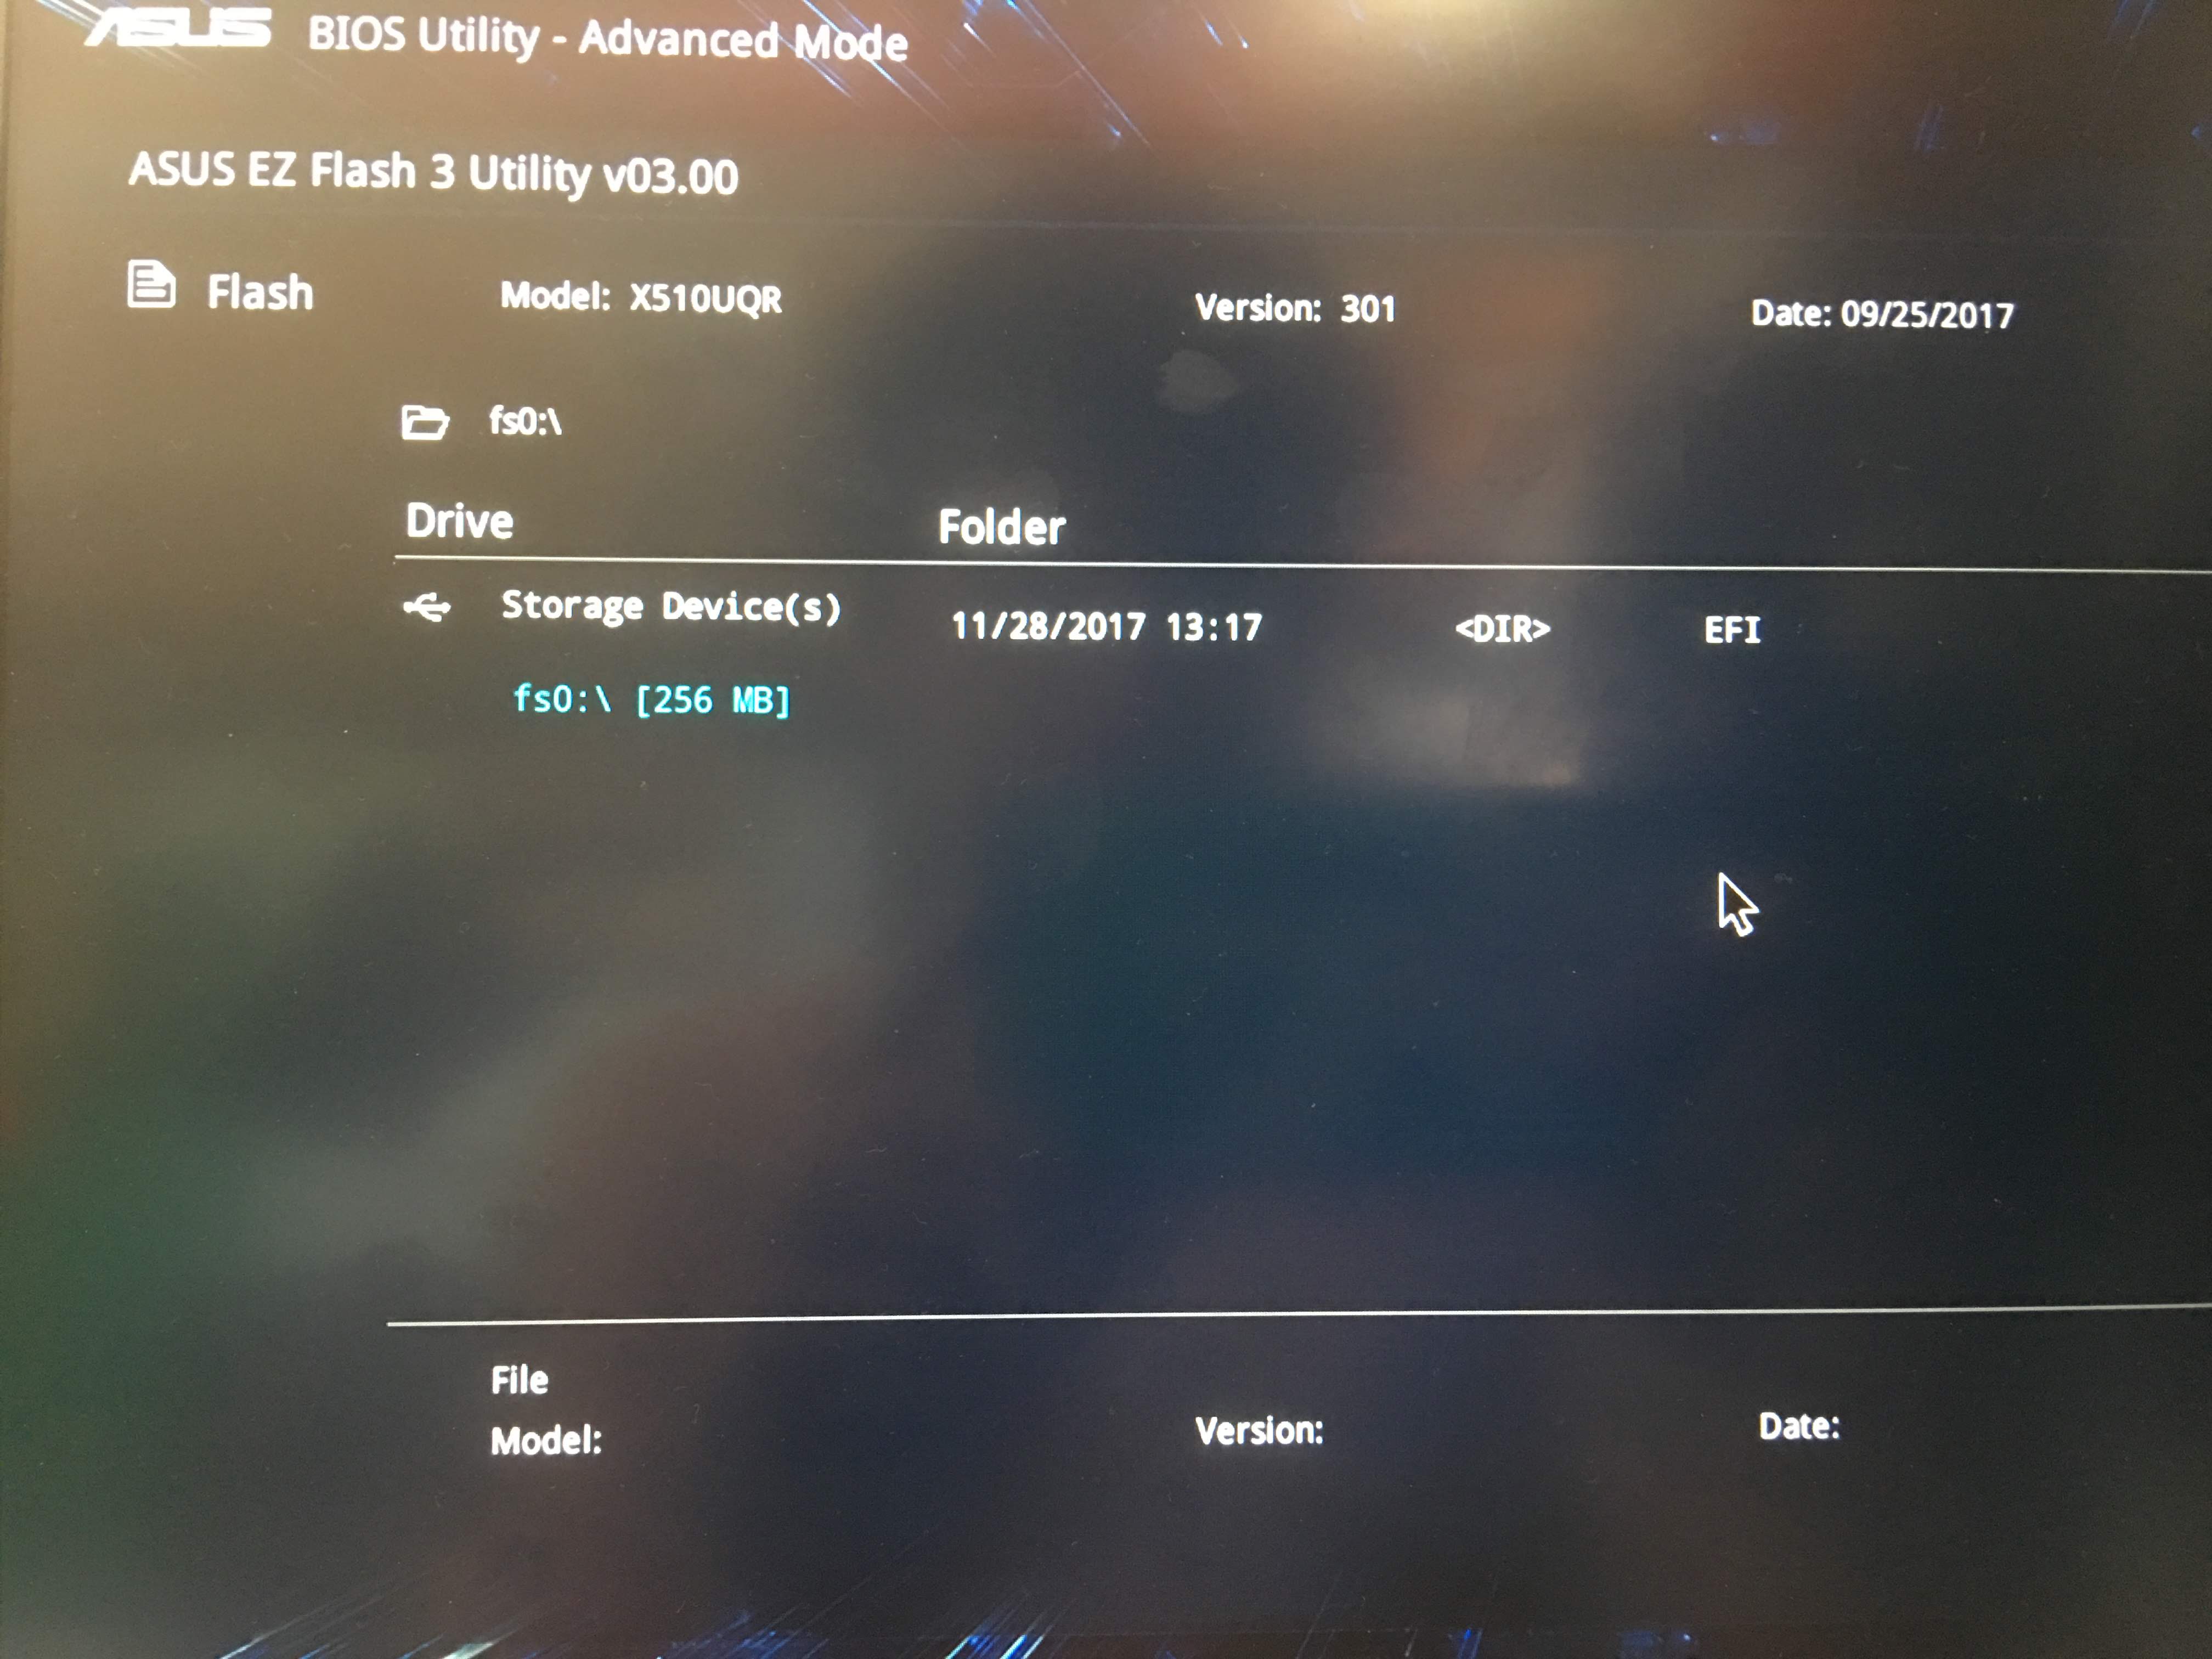 ASUS BIOS Utility - Advanced Mode
ASUS EZ Flash 3 Utility v03.00
Flash Model: X510UQR Version: 301 Date: 09/25/2017
fs0:\
Drive Folder
Storage Device(s) 11/28/2017 13:17 <DIR> EFI
fs0:\ [256 MB]
File
Model: Version: Date: